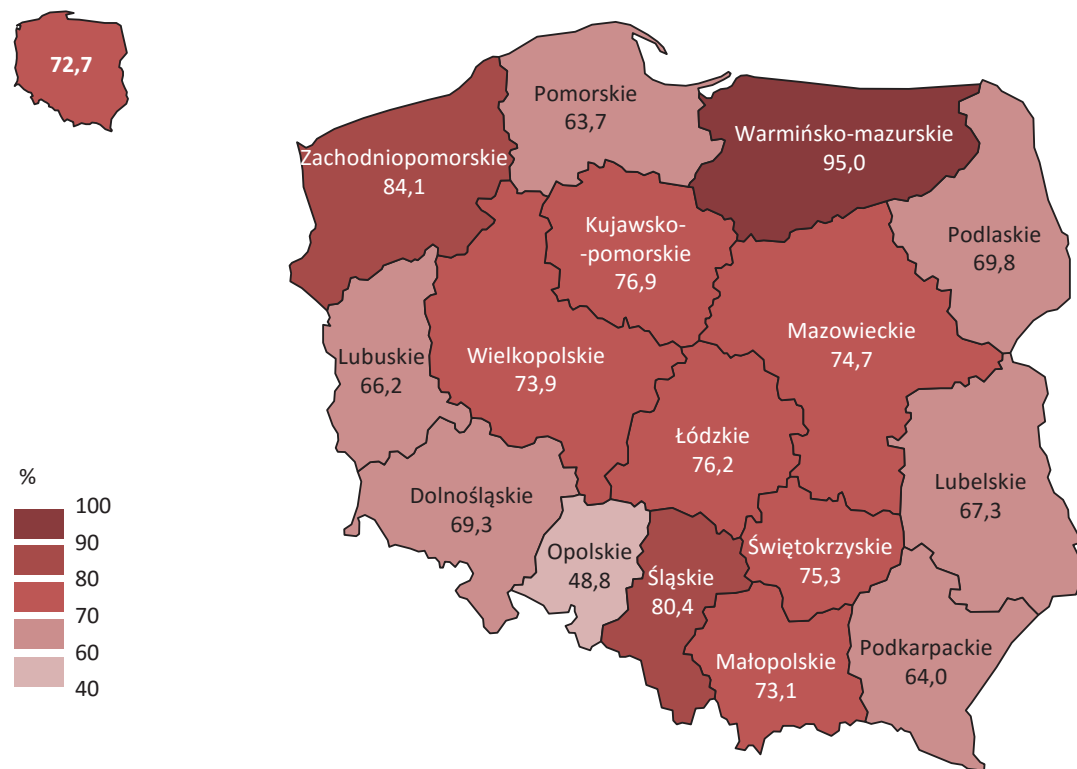 72,7
Pomorskie
63,7
Warmińsko-mazurskie
95,0
Zachodniopomorskie
84,1
Kujawsko-
-pomorskie
76,9
Podlaskie
69,8
Mazowieckie
74,7
Wielkopolskie
73,9
Lubuskie
66,2
Łódzkie
76,2
Lubelskie
67,3
Dolnośląskie
69,3
Opolskie
48,8
Śląskie
80,4
Świętokrzyskie
75,3
Małopolskie
73,1
Podkarpackie
64,0
%
100
90
80
70
60
40